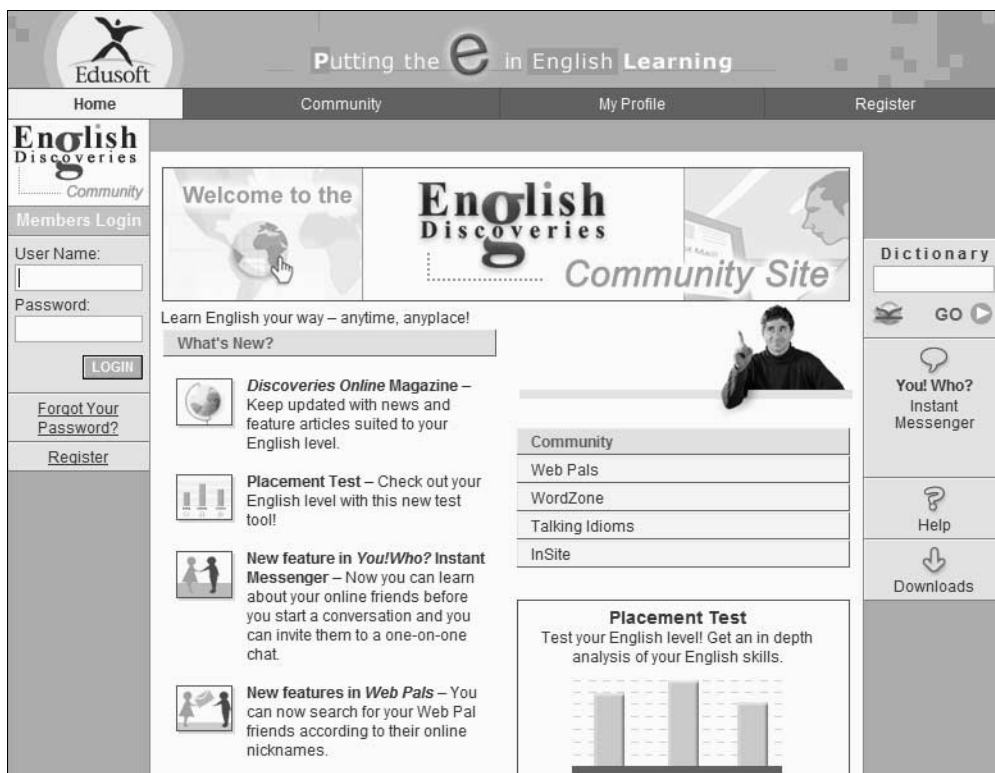 Edusoft
Putting the e in English Learning
Home
Community
My Profile
Register
English
Discoveries
Community
Members Login
User Name:
Password:
LOGIN
Forgot Your
Password?
Register
Welcome to the
English
Discoveries
Community Site
Learn English your way – anytime, anyplace!
What's New?
Discoveries Online Magazine –
Keep updated with news and
feature articles suited to your
English level.
Placement Test – Check out your
English level with this new test
tool!
New feature in You!Who? Instant
Messenger – Now you can learn
about your online friends before
you start a conversation and you
can invite them to a one-on-one
chat.
New features in Web Pals – You
can now search for your Web Pal
friends according to their online
nicknames.
Community
Web Pals
WordZone
Talking Idioms
InSite
Placement Test
Test your English level! Get an in depth
analysis of your English skills.
Dictionary
GO
You! Who?
Instant
Messenger
Help
Downloads